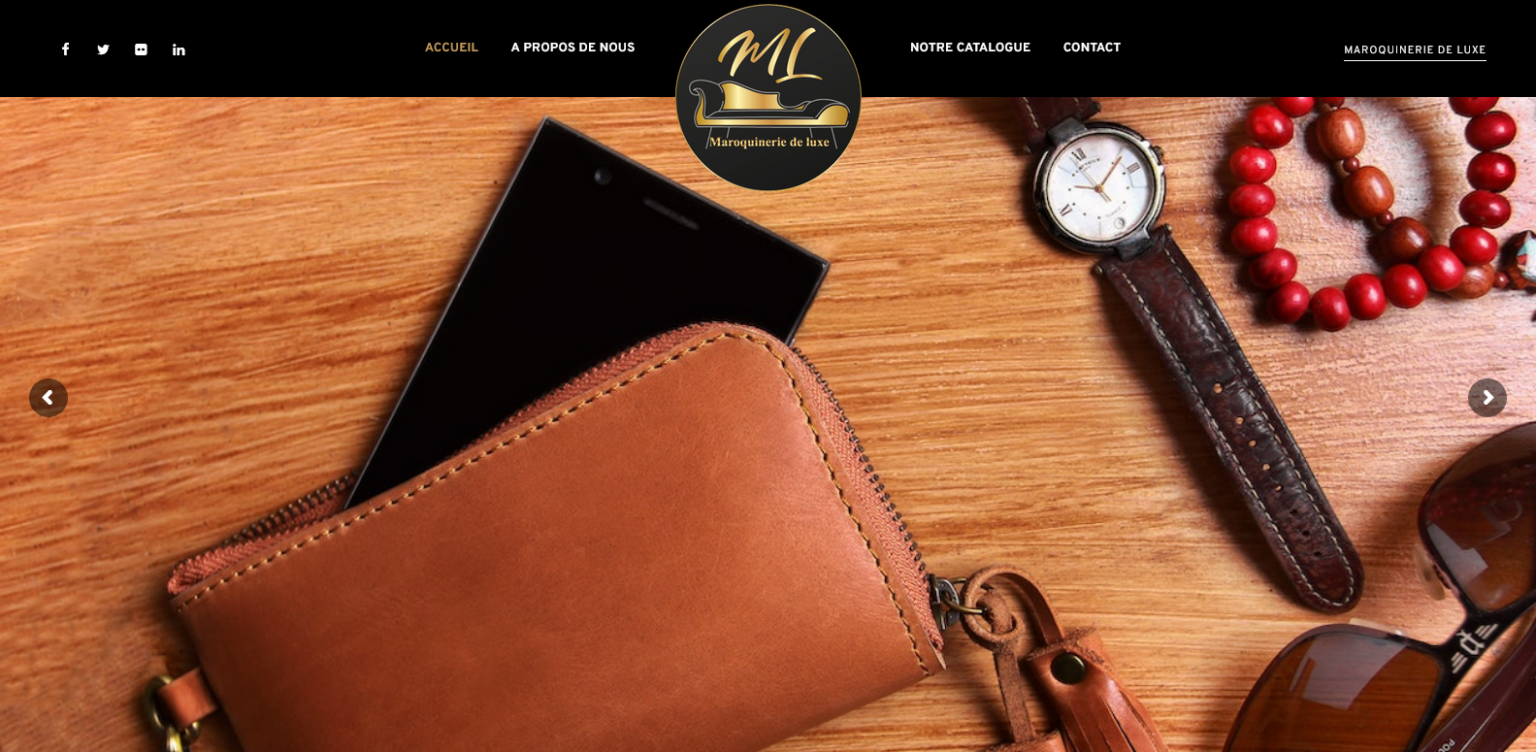 ACCUEIL
A PROPOS DE NOUS
ML
Maroquinerie de luxe
NOTRE CATALOGUE
CONTACT
MAROQUINERIE DE LUXE